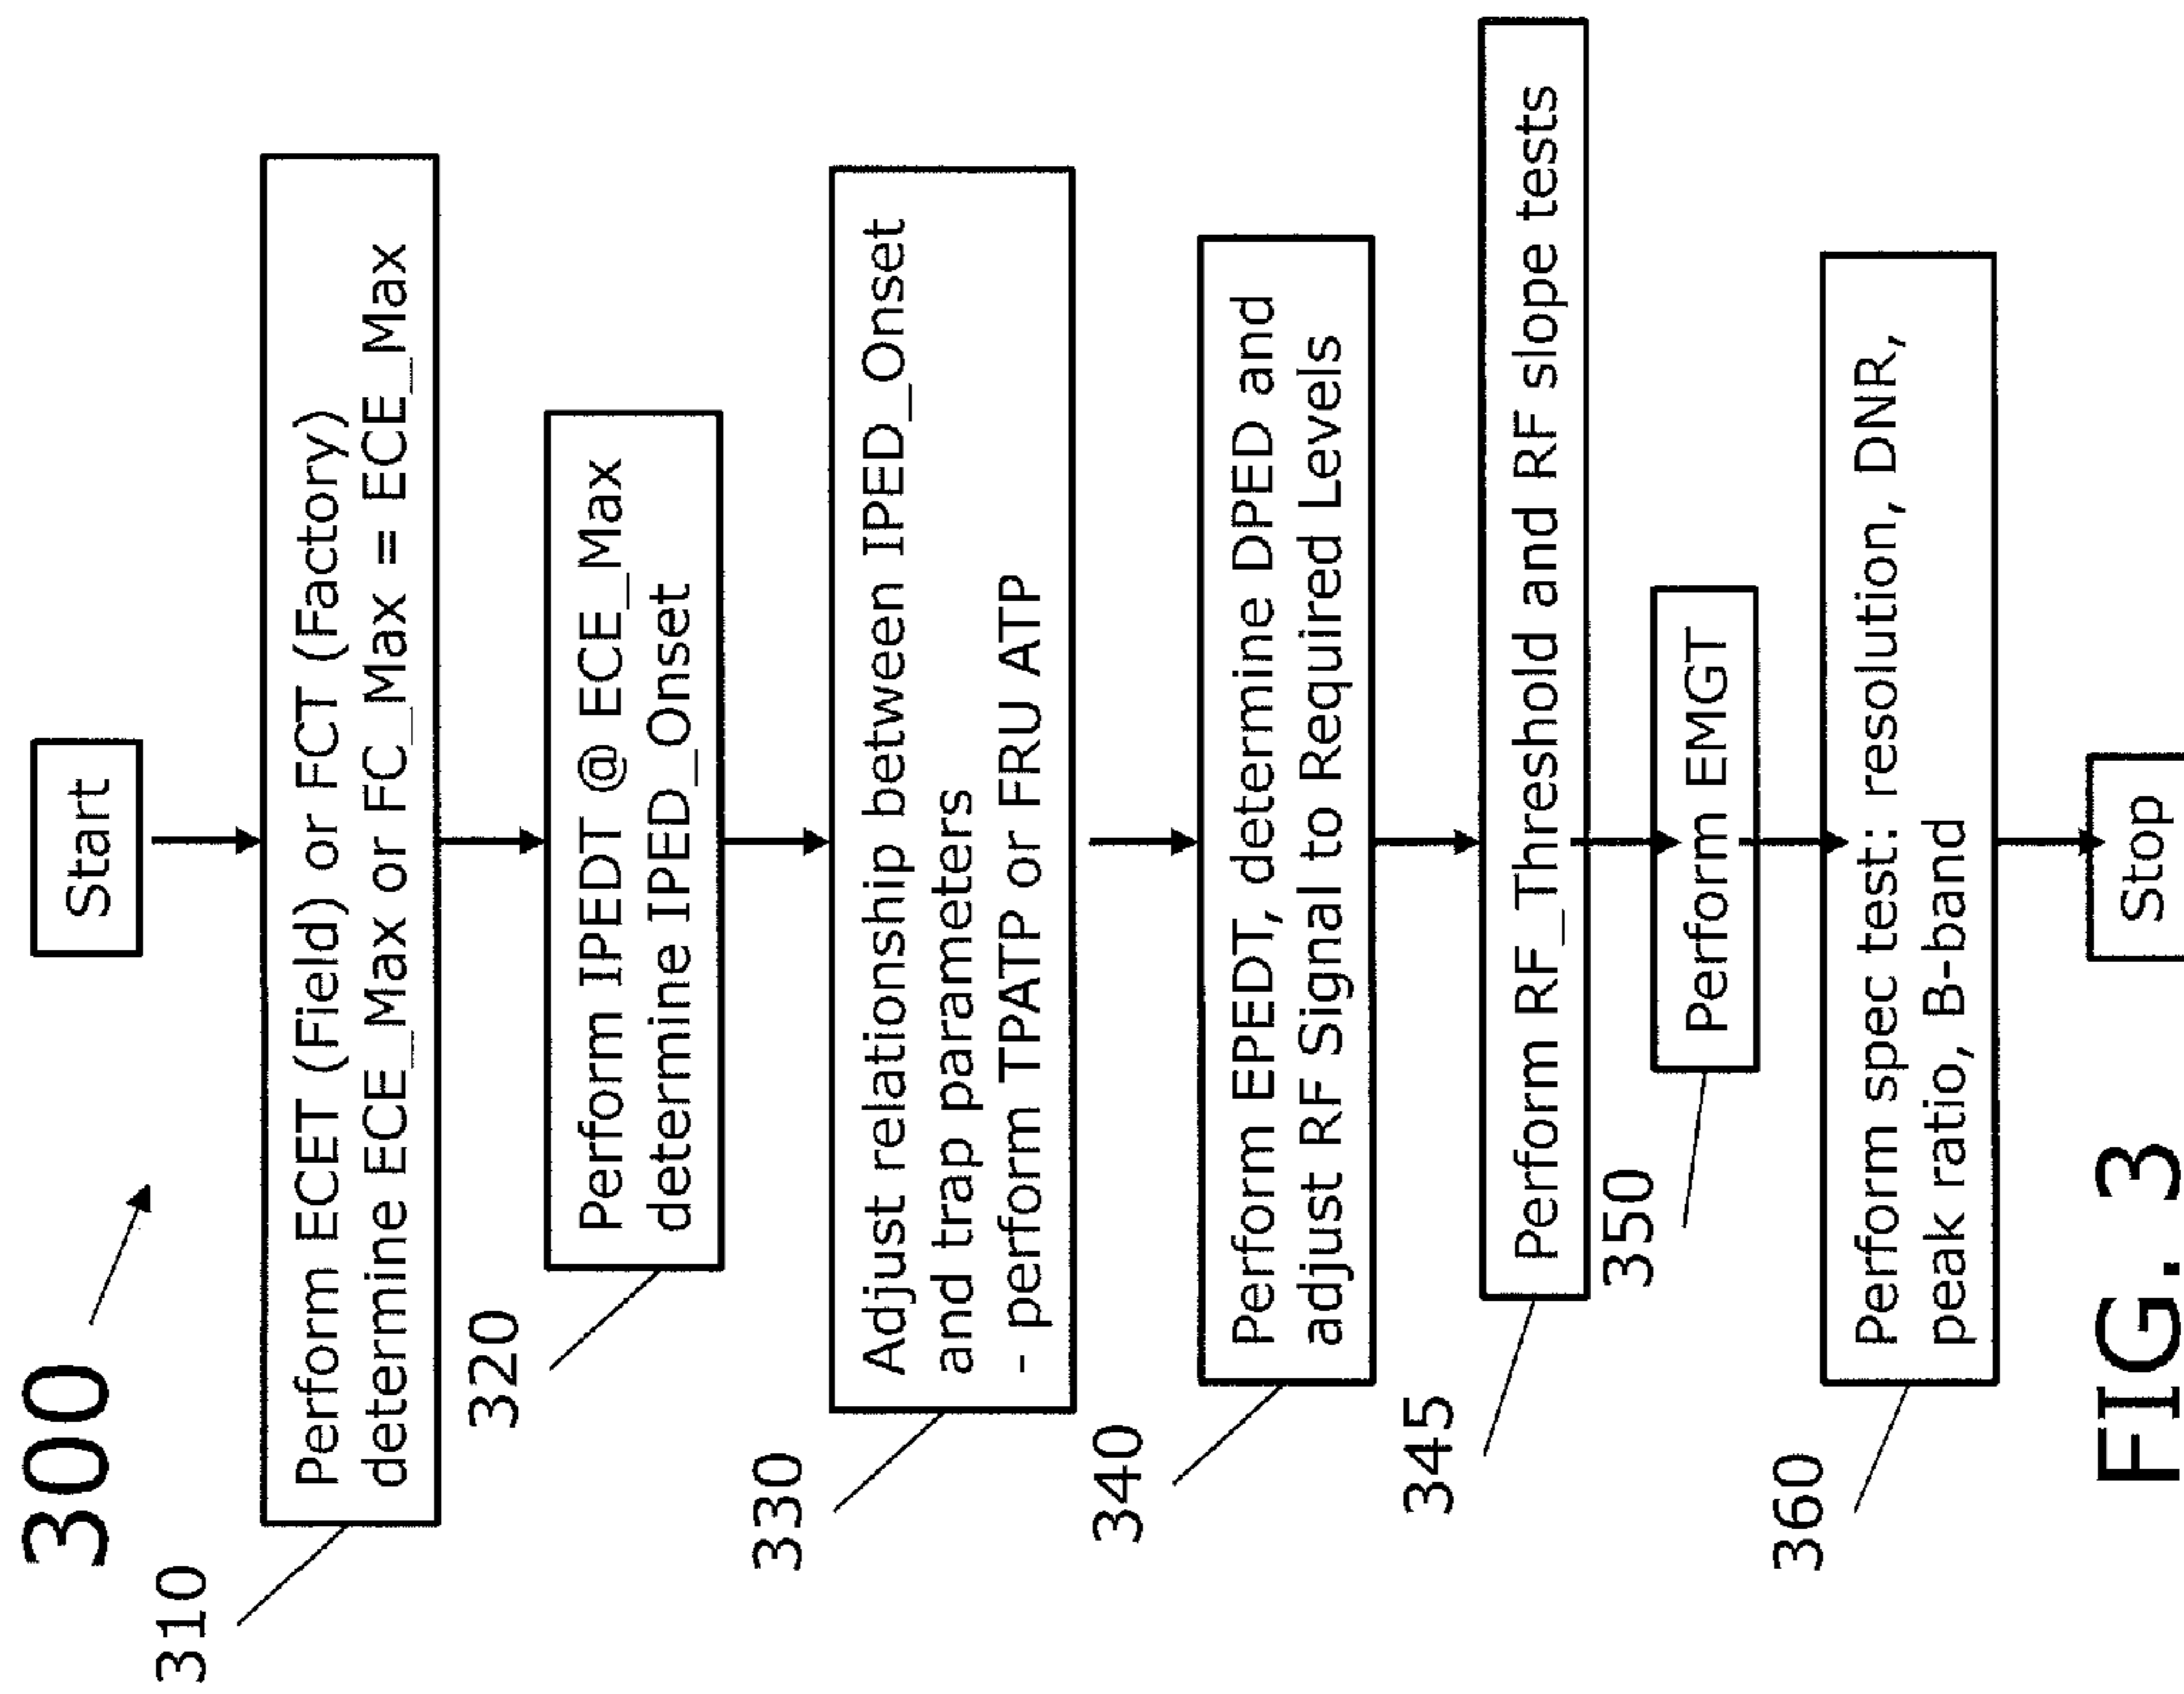 300
Start
310
Perform ECET (Field) or FCT (Factory)
determine ECE_Max or FC_Max = ECE_Max
320
Perform IPEDT @ ECE_Max
determine IPED_Onset
330
Adjust relationship between IPED_Onset
and trap parameters
- perform TPATP or FRU ATP
340
Perform EPEDT, determine DPED and
adjust RF Signal to Required Levels
345
Perform RF_Threshold and RF slope tests
350
Perform EMGT
360
Perform spec test: resolution, DNR,
peak ratio, B-band
Stop
FIG. 3